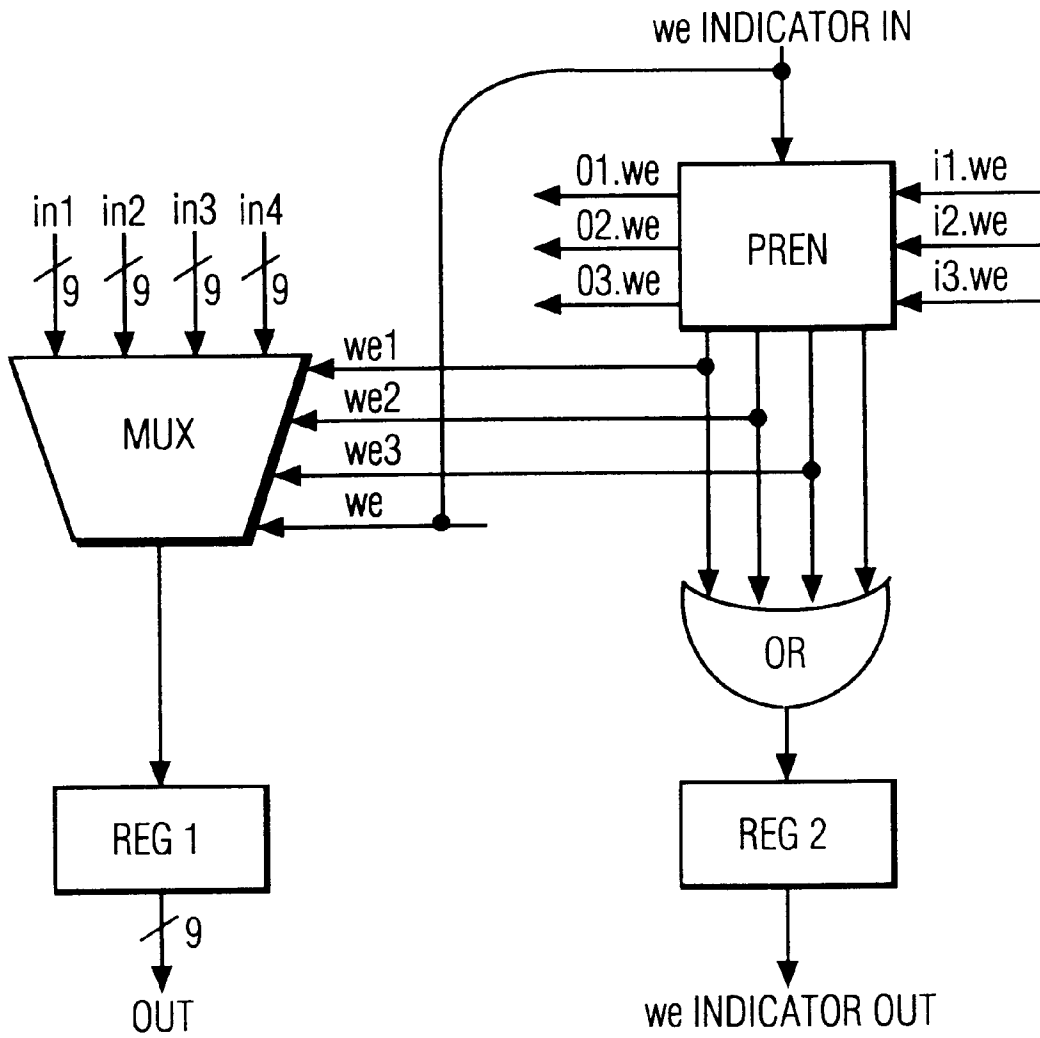 we INDICATOR IN
01.we
i1.we
in1 in2 in3 in4
02.we
i2.we
PREN
9 9 9 9
03.we
i3.we
we1
we2
MUX
we3
we
OR
REG 1
REG 2
9
OUT
we INDICATOR OUT